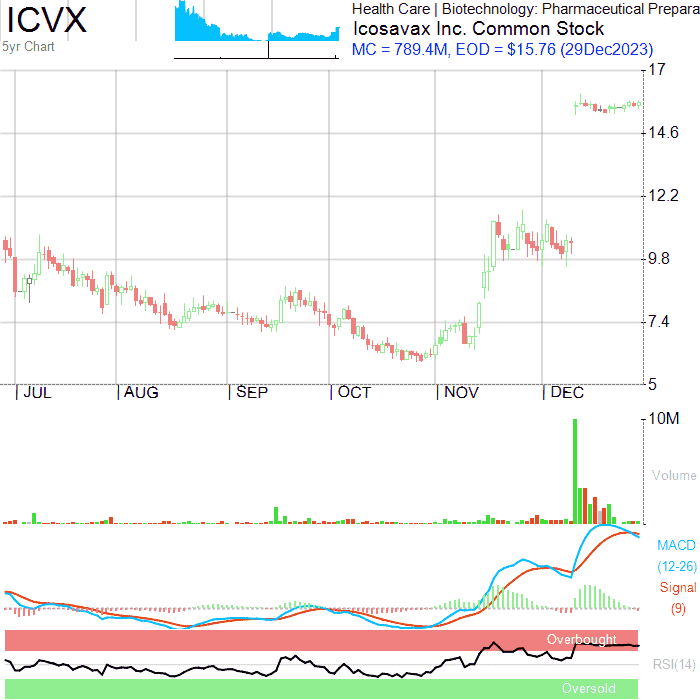 ICVX
5yr Chart
Health Care | Biotechnology: Pharmaceutical Prepara
Icosavax Inc. Common Stock
MC = 789.4M, EOD = $15.76 (29Dec2023)
17
14.6
12.2
9.8
7.4
5
JUL AUG SEP OCT NOV DEC
10M
Volume
MACD
(12-26)
Signal
(9)
Overbought
RSI(14)
Oversold